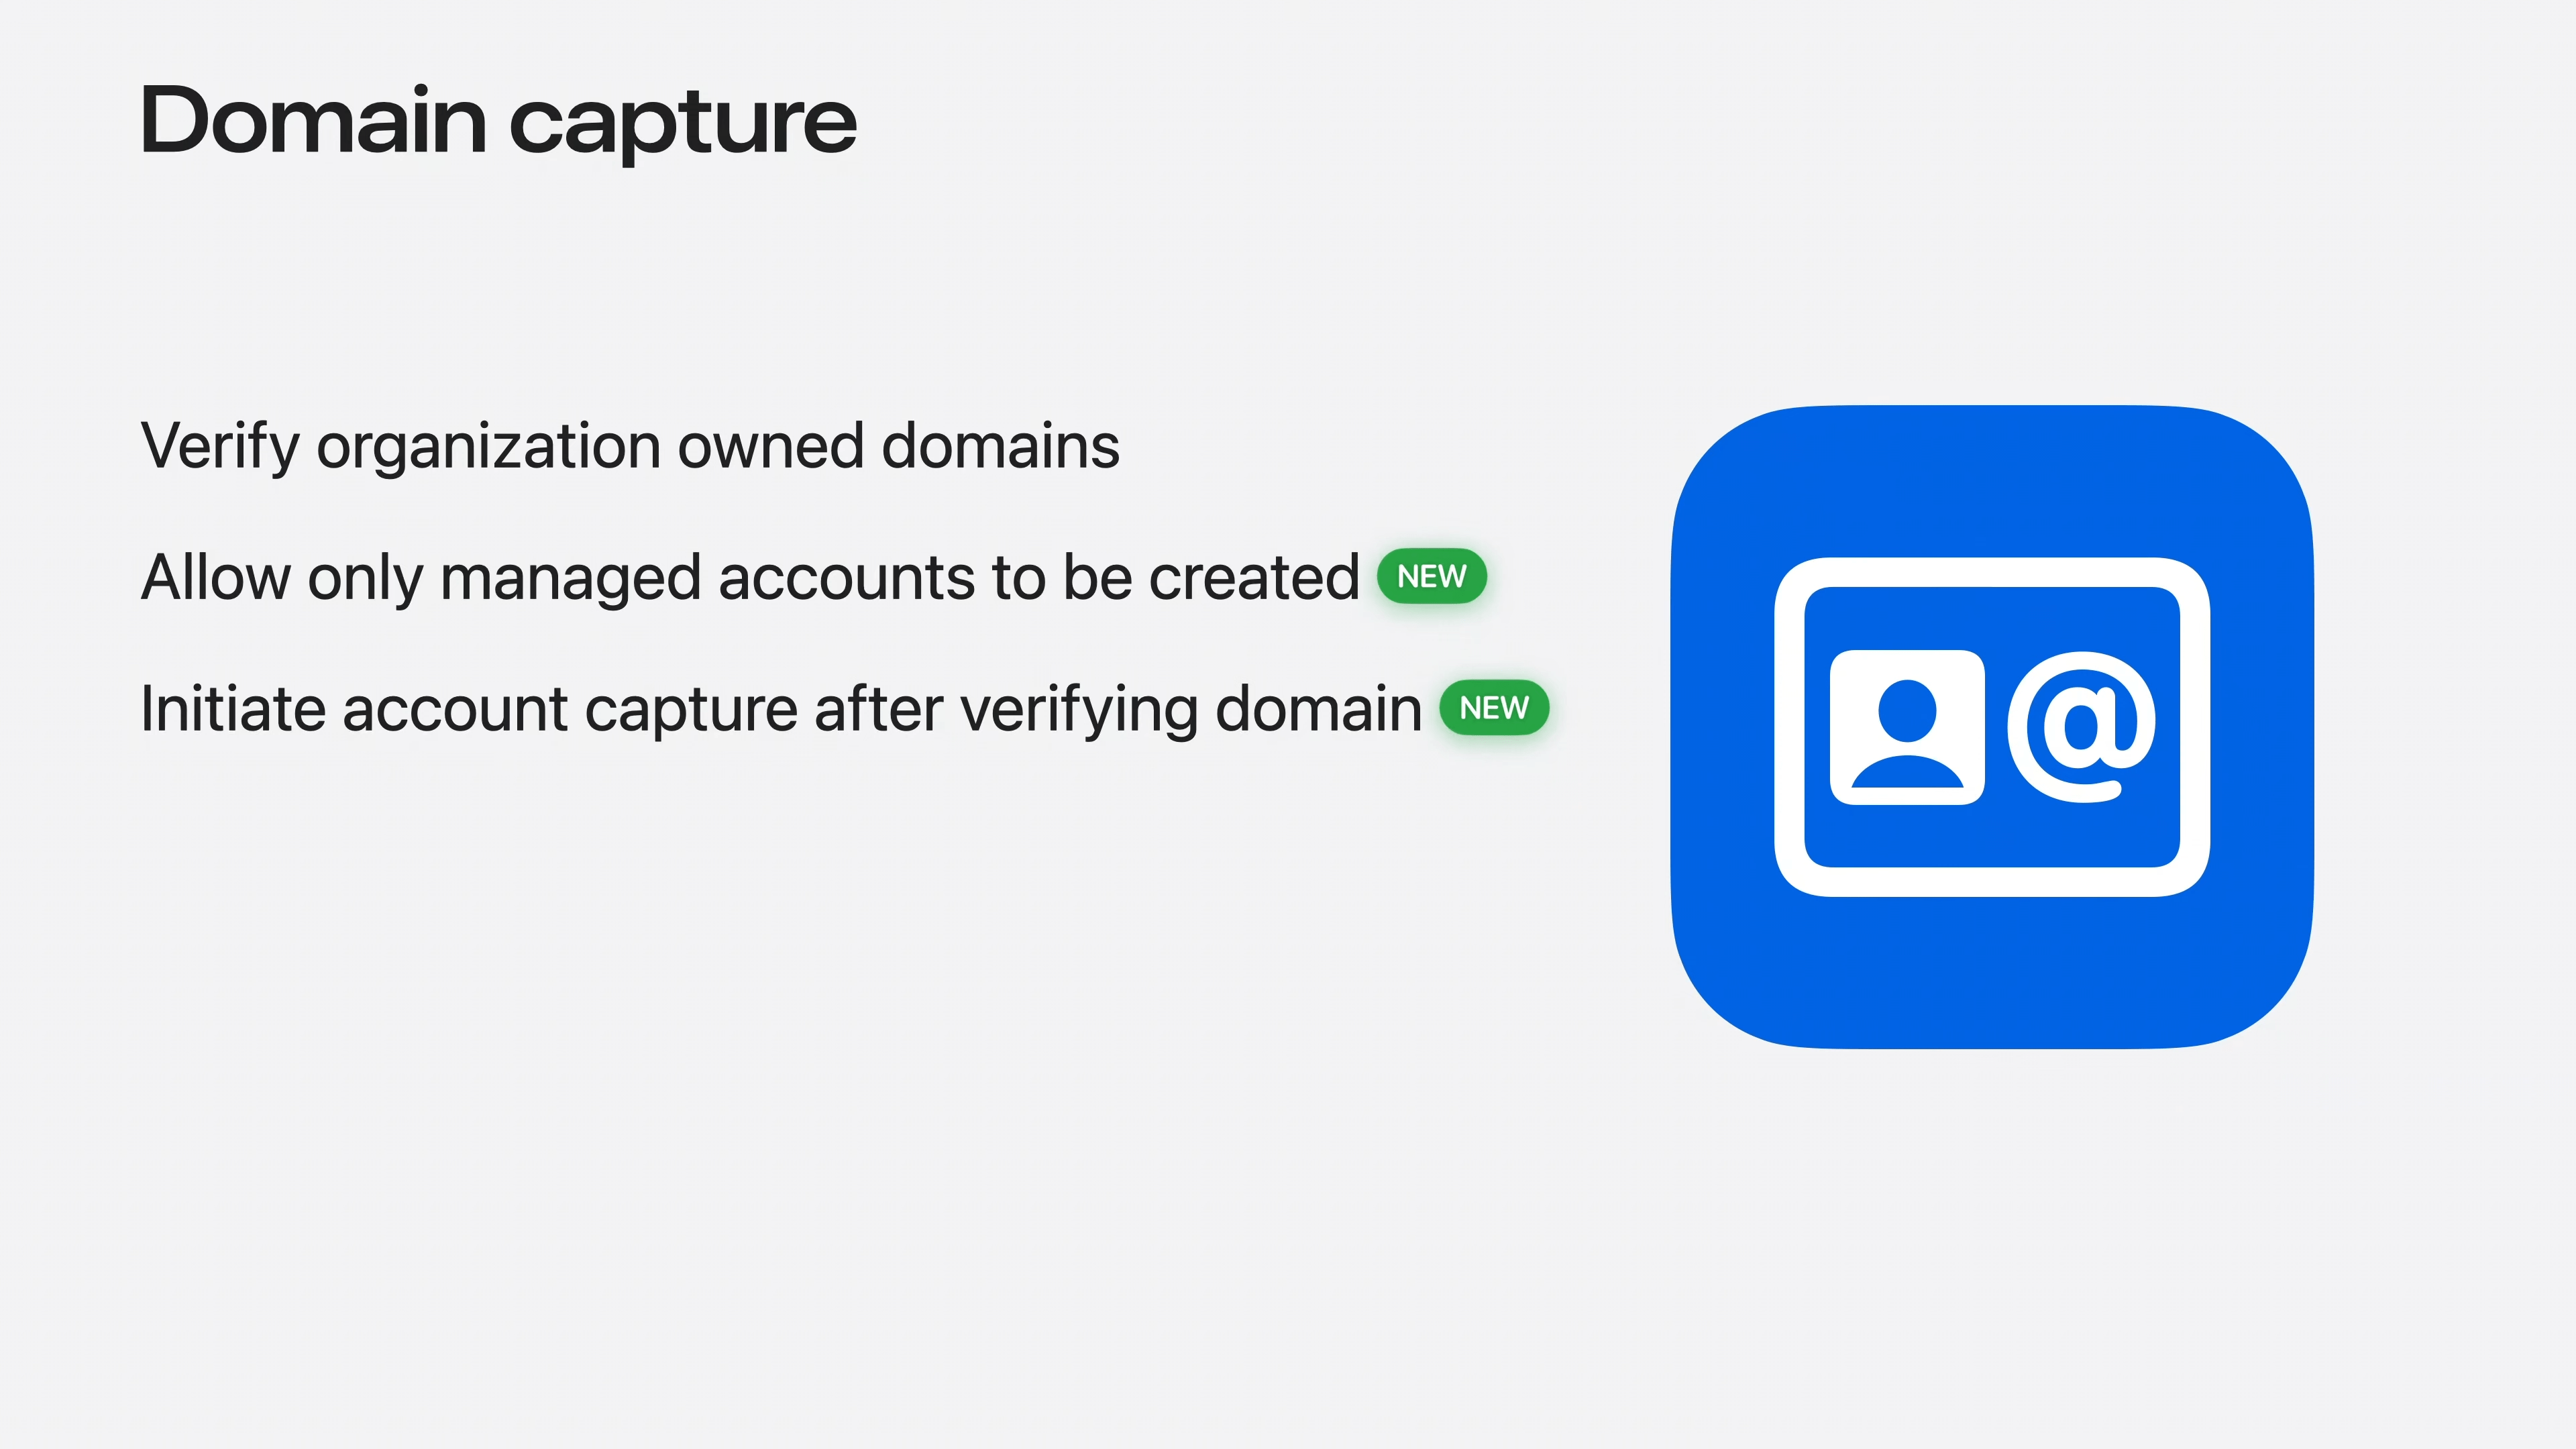 Domain capture
Verify organization owned domains
Allow only managed accounts to be created NEW
Initiate account capture after verifying domain NEW
@